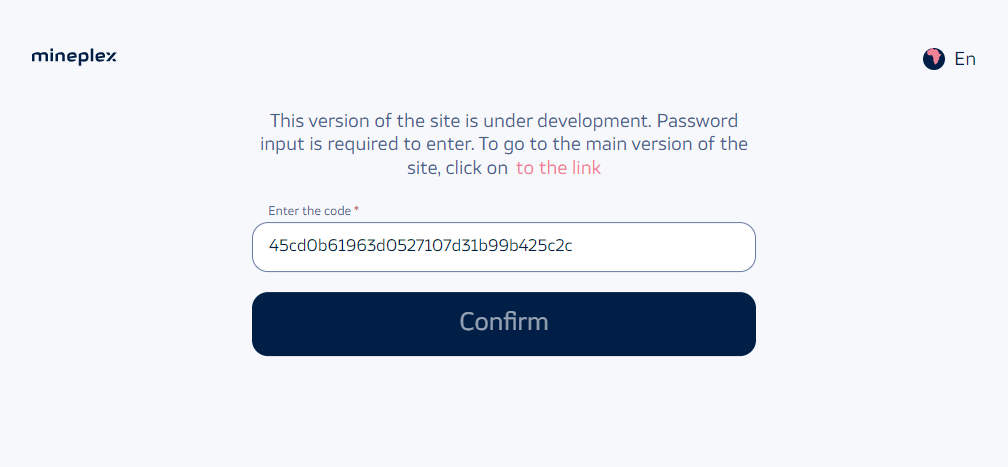 mineplex
En
This version of the site is under development. Password
input is required to enter. To go to the main version of the
site, click on to the link
Enter the code *
45cd0b61963d0527107d31b99b425c2c
Confirm